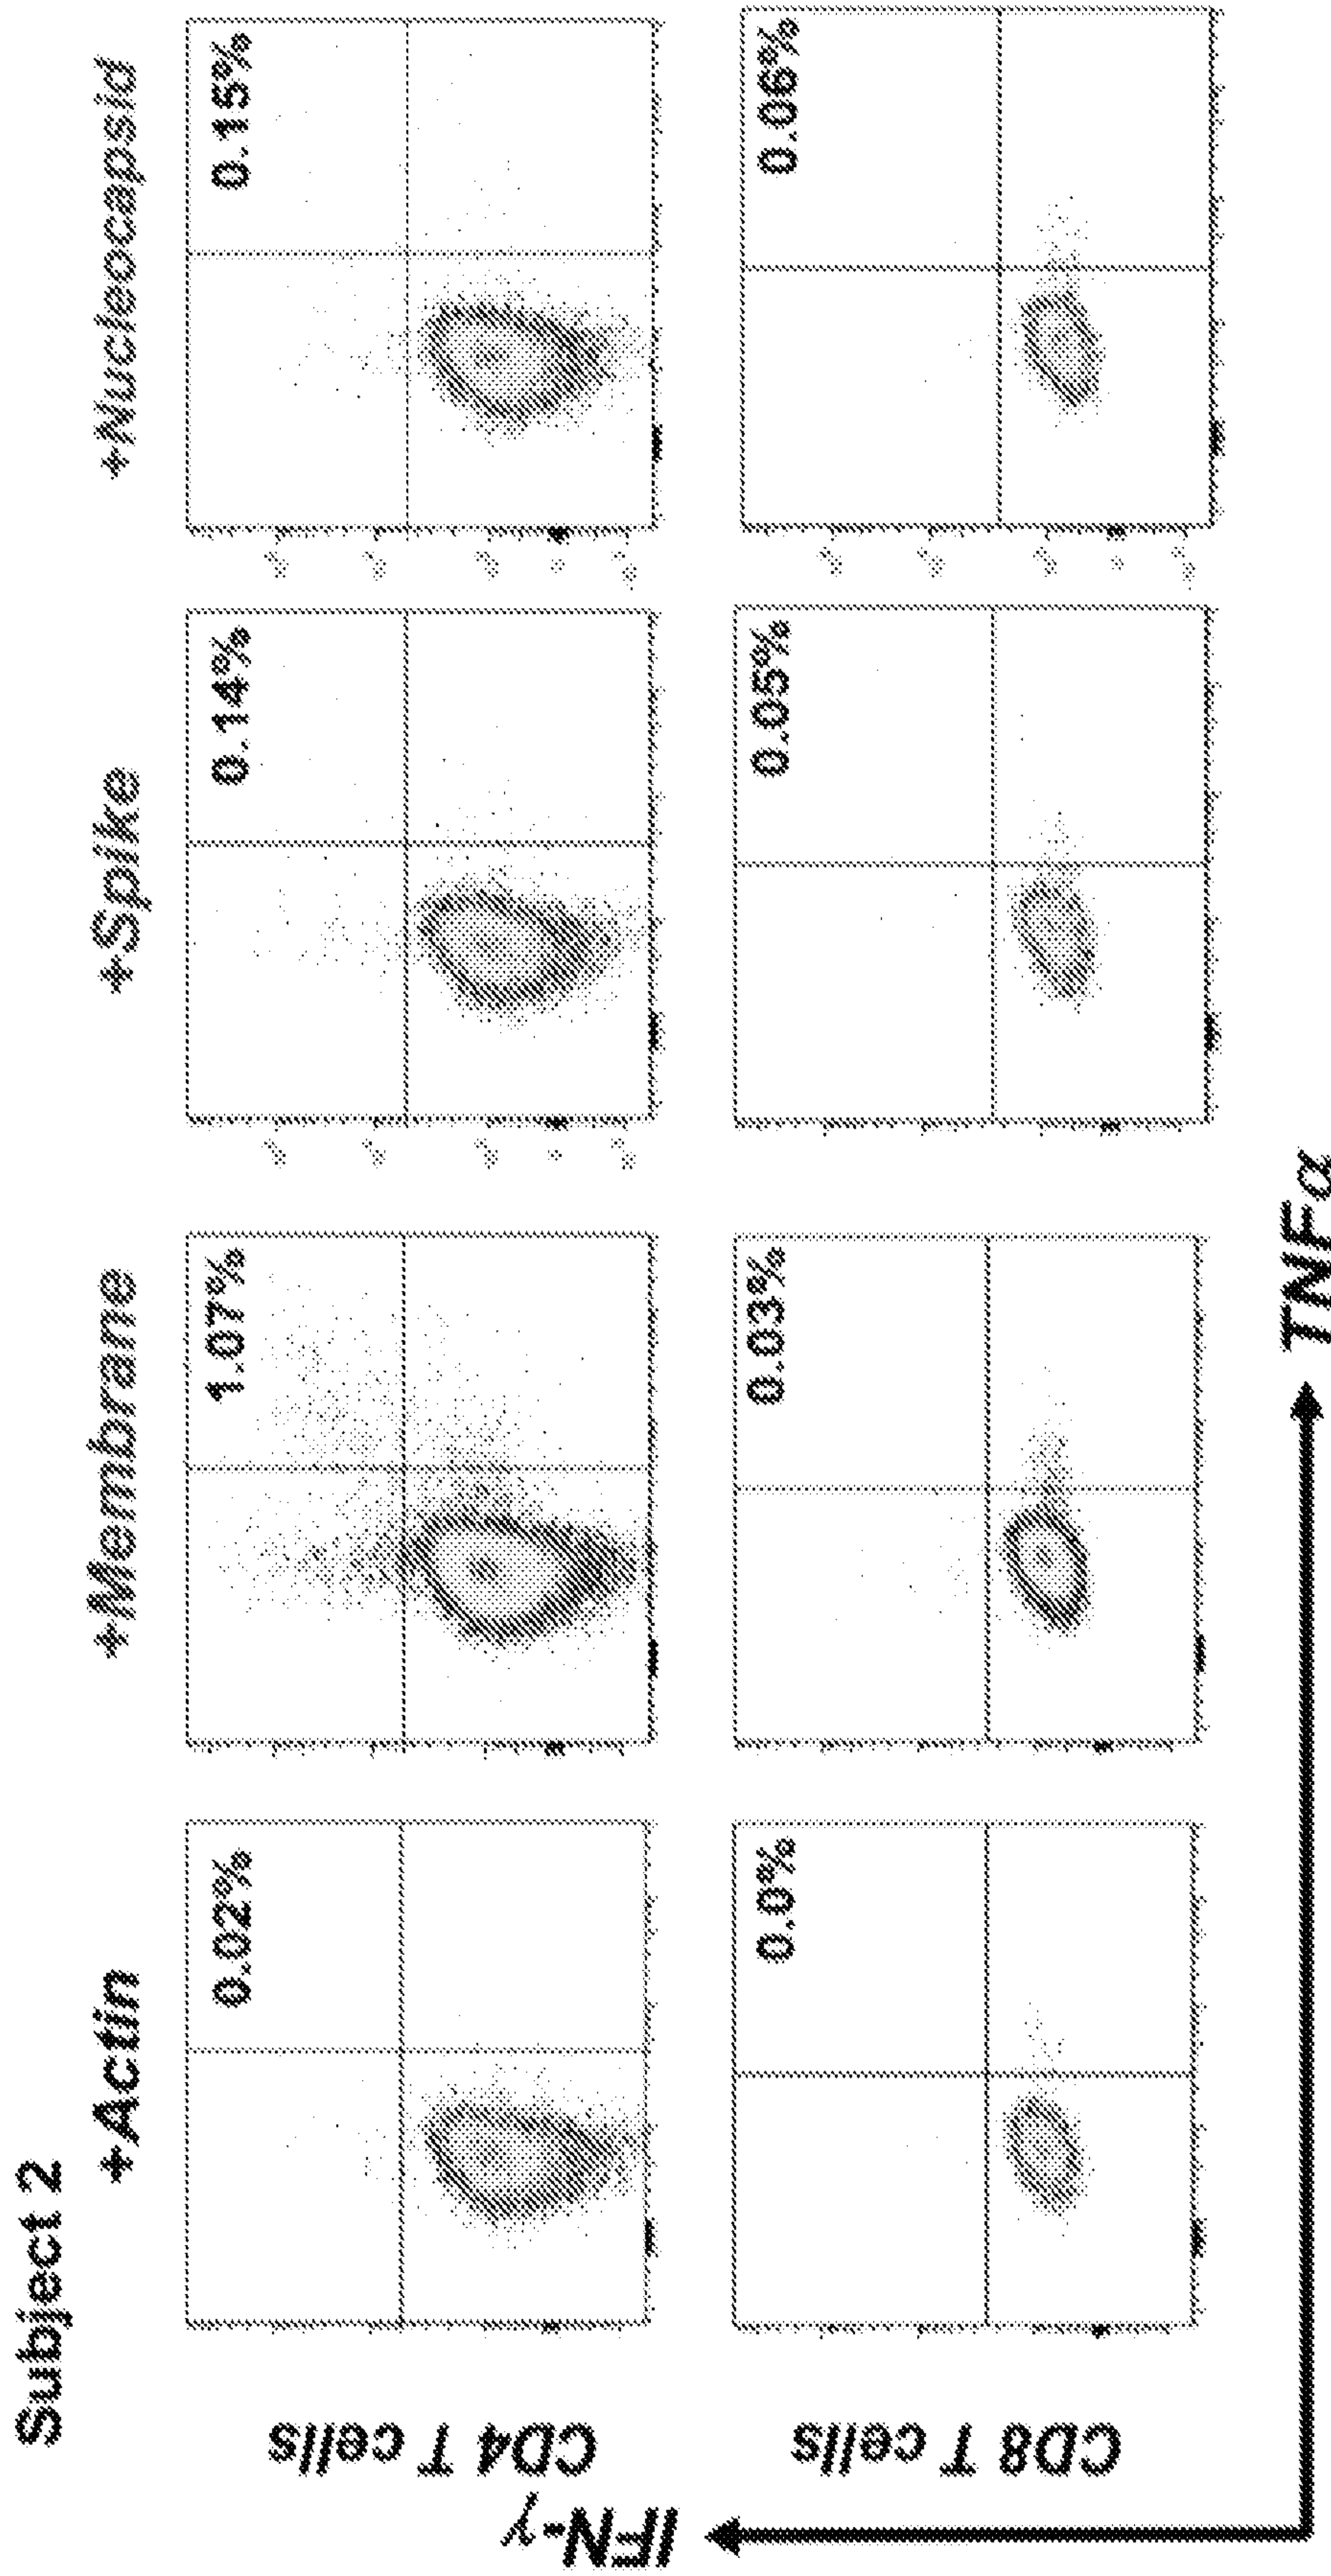 Subject 2
+Actin +Membrane +Spike +Nucleocapsid
IFN-γ
CD4 T cells
0.02% 1.07% 0.14% 0.15%
CD8 T cells
0.0% 0.03% 0.05% 0.06%
TNFα